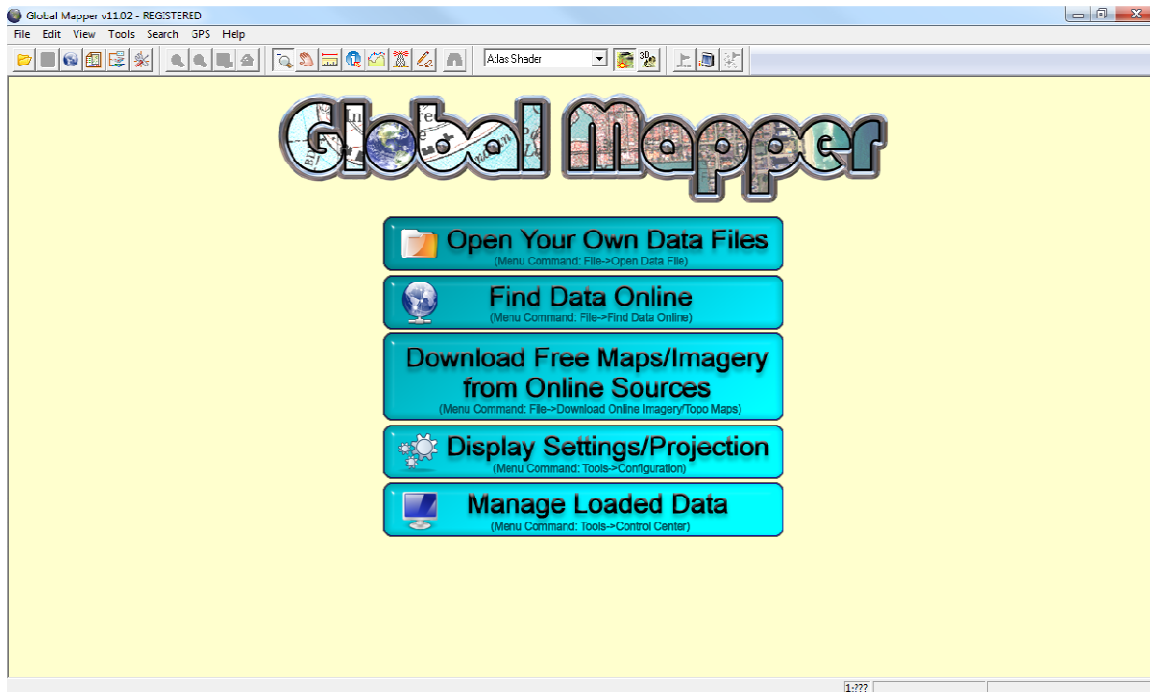 Global Mapper v11.02 - REGISTERED
File Edit View Tools Search GPS Help
Atlas Shader
3D
Global Mapper
Open Your Own Data Files
(Menu Command: File->Open Data File)
Find Data Online
(Menu Command: File->Find Data Online)
Download Free Maps/Imagery
from Online Sources
(Menu Command: File->Download Online Imagery/Topo Maps)
Display Settings/Projection
(Menu Command: Tools->Configuration)
Manage Loaded Data
(Menu Command: Tools->Control Center)
1:???